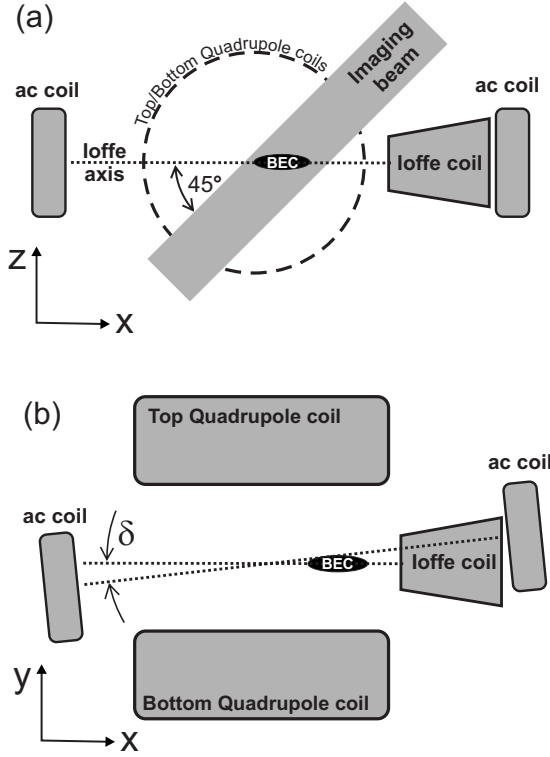 (a)
Top/Bottom Quadrupole coils
Imaging
beam
ac coil
ac coil
Ioffe
axis
BEC
Ioffe coil
45°
z
x
(b)
Top Quadrupole coil
ac coil
ac coil
δ
BEC
Ioffe coil
y
Bottom Quadrupole coil
x